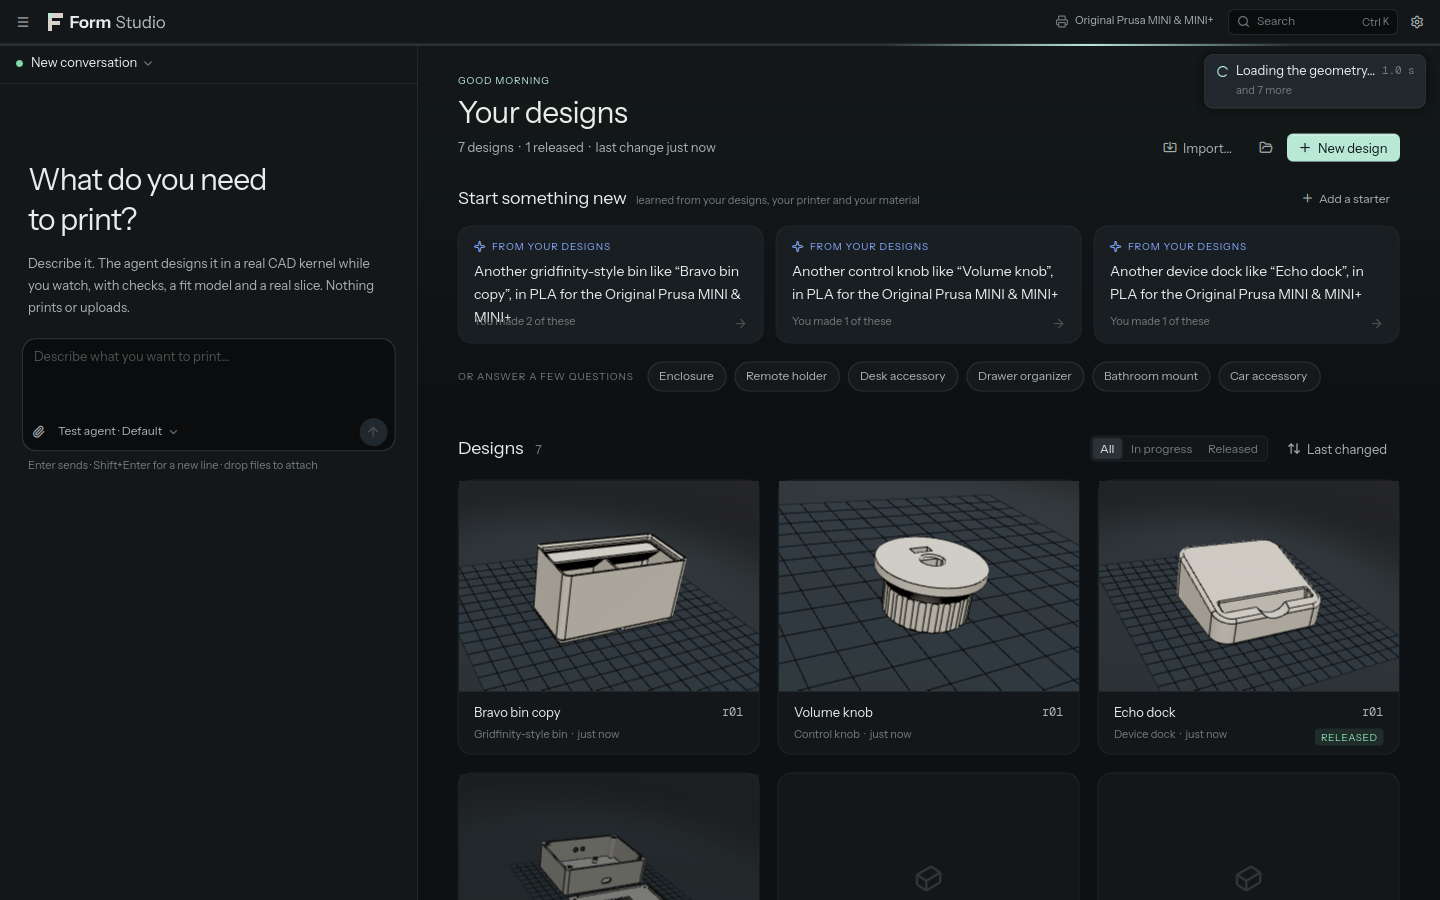 Form Studio
Original Prusa MINI & MINI+
Search
Ctrl K
New conversation
Loading the geometry... 1.0 s
and 7 more
GOOD MORNING
Your designs
7 designs · 1 released · last change just now
Import...
New design
What do you need
to print?
Describe it. The agent designs it in a real CAD kernel while
you watch, with checks, a fit model and a real slice. Nothing
prints or uploads.
Describe what you want to print...
Test agent · Default
Enter sends · Shift+Enter for a new line · drop files to attach
Start something new
learned from your designs, your printer and your material
Add a starter
FROM YOUR DESIGNS
Another gridfinity-style bin like “Bravo bin
copy”, in PLA for the Original Prusa MINI &
MINI+
You made 2 of these
FROM YOUR DESIGNS
Another control knob like “Volume knob”,
in PLA for the Original Prusa MINI & MINI+
You made 1 of these
FROM YOUR DESIGNS
Another device dock like “Echo dock”, in
PLA for the Original Prusa MINI & MINI+
You made 1 of these
OR ANSWER A FEW QUESTIONS
Enclosure
Remote holder
Desk accessory
Drawer organizer
Bathroom mount
Car accessory
Designs 7
All
In progress
Released
Last changed
Bravo bin copy
r01
Gridfinity-style bin · just now
Volume knob
r01
Control knob · just now
Echo dock
r01
Device dock · just now
RELEASED